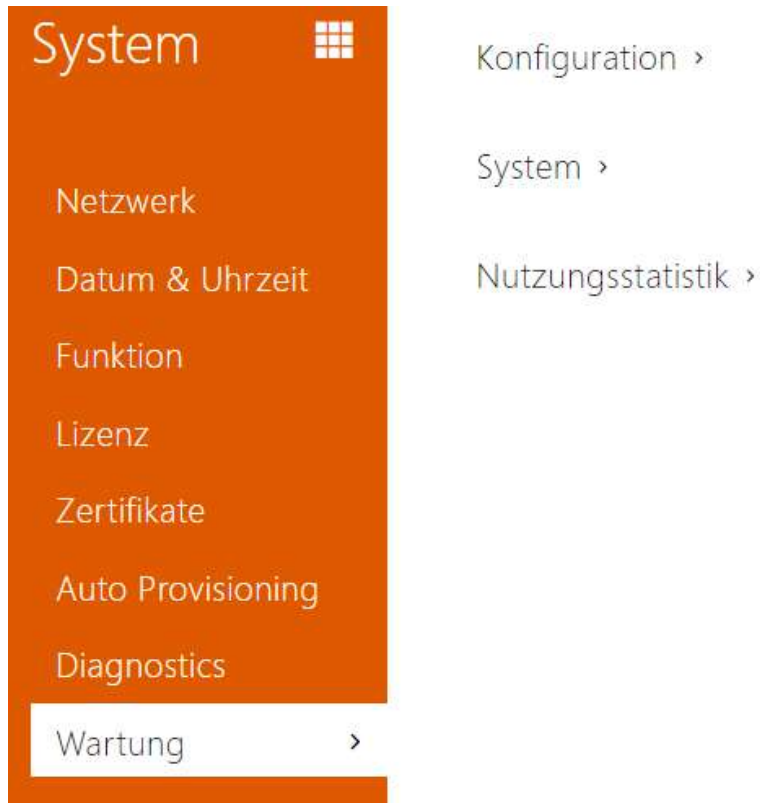 System
Netzwerk
Datum & Uhrzeit
Funktion
Lizenz
Zertifikate
Auto Provisioning
Diagnostics
Wartung >
Konfiguration >
System >
Nutzungsstatistik >